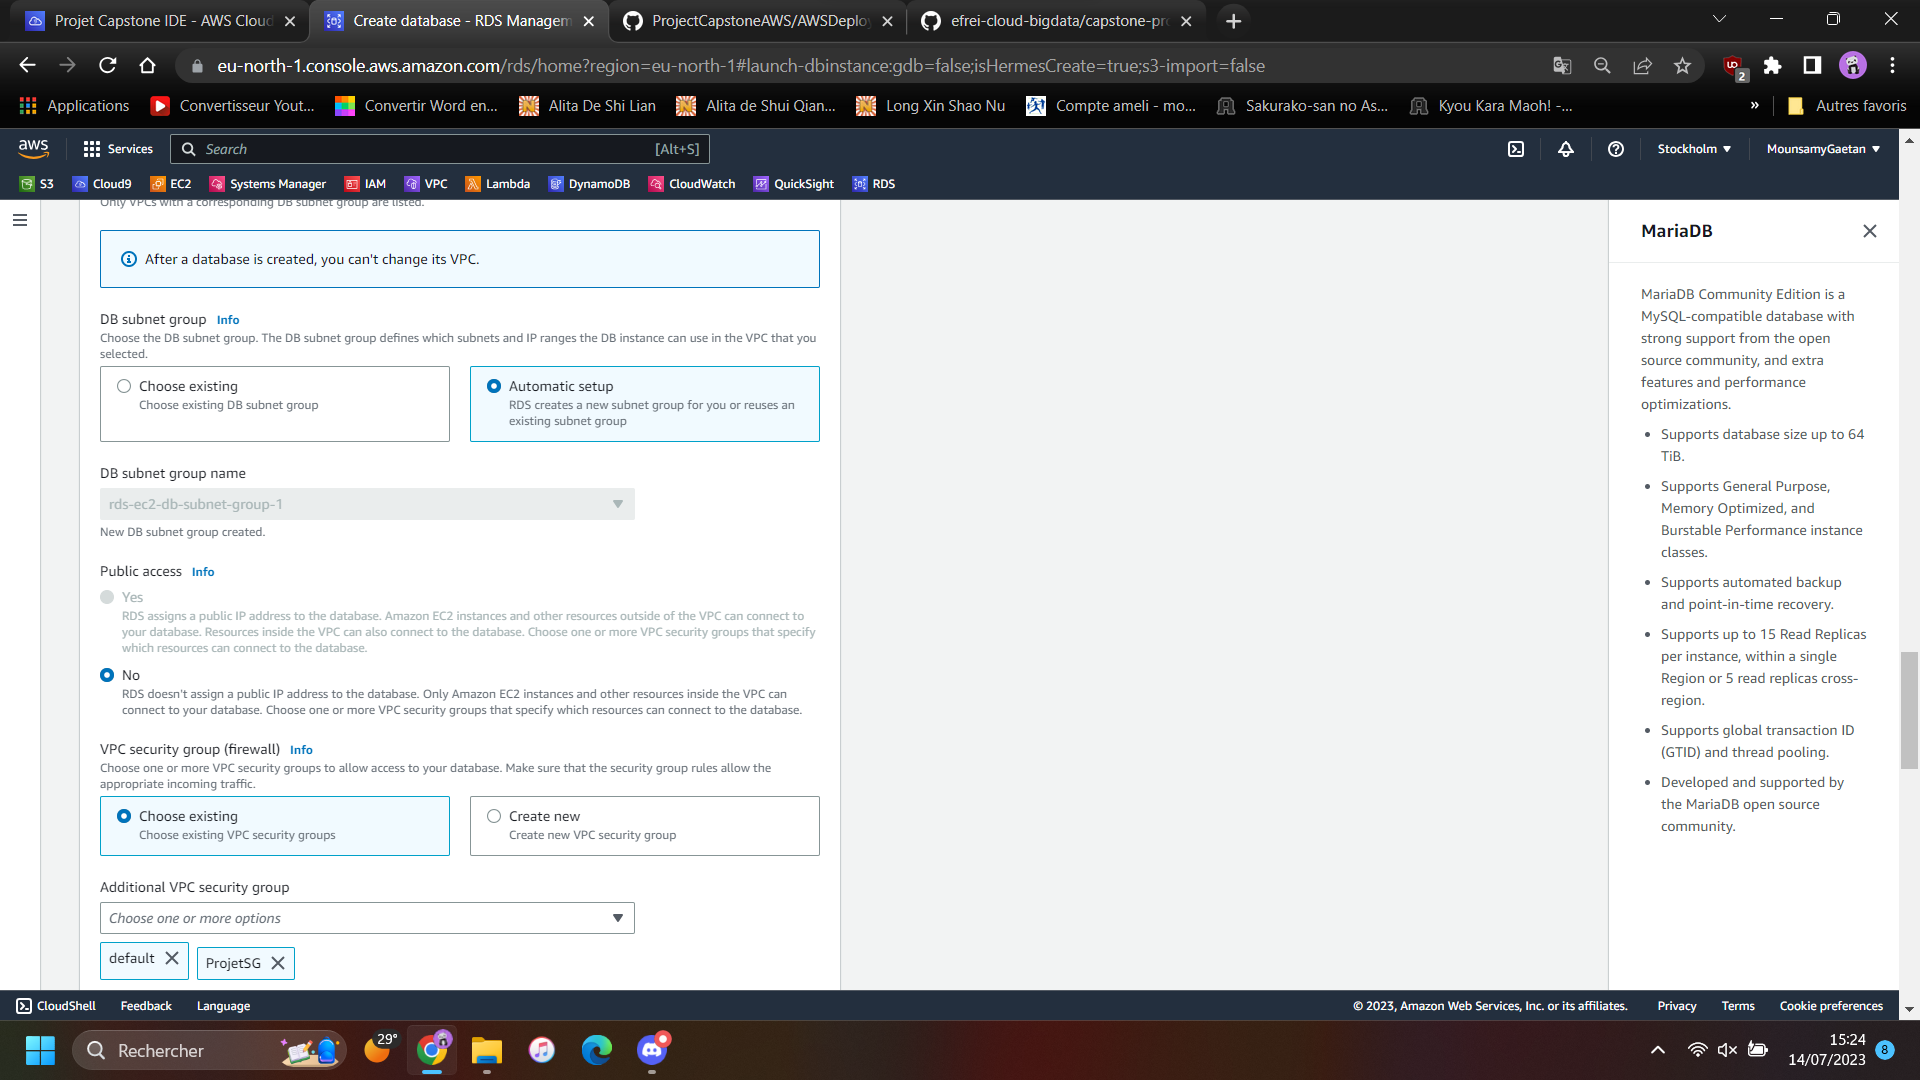 Projet Capstone IDE - AWS Cloud
Create database - RDS Managem
ProjectCapstoneAWS/AWSDeploy
efrei-cloud-bigdata/capstone-pr
eu-north-1.console.aws.amazon.com/rds/home?region=eu-north-1#launch-dbinstance:gdb=false;isHermesCreate=true;s3-import=false
2
Applications
Convertisseur Yout...
Convertir Word en...
Alita De Shi Lian
Alita de Shui Qian...
Long Xin Shao Nu
Compte ameli - mo...
Sakurako-san no As...
Kyou Kara Maoh! -...
»
Autres favoris
aws
Services
Search
[Alt+S]
Stockholm
MounsamyGaetan
S3
Cloud9
EC2
Systems Manager
IAM
VPC
Lambda
DynamoDB
CloudWatch
QuickSight
RDS
Only VPCs with a corresponding DB subnet group are listed.
After a database is created, you can't change its VPC.
DB subnet group Info
Choose the DB subnet group. The DB subnet group defines which subnets and IP ranges the DB instance can use in the VPC that you
selected.
Choose existing
Choose existing DB subnet group
Automatic setup
RDS creates a new subnet group for you or reuses an
existing subnet group
DB subnet group name
rds-ec2-db-subnet-group-1
New DB subnet group created.
Public access Info
Yes
RDS assigns a public IP address to the database. Amazon EC2 instances and other resources outside of the VPC can connect to
your database. Resources inside the VPC can also connect to the database. Choose one or more VPC security groups that specify
which resources can connect to the database.
No
RDS doesn't assign a public IP address to the database. Only Amazon EC2 instances and other resources inside the VPC can
connect to your database. Choose one or more VPC security groups that specify which resources can connect to the database.
VPC security group (firewall) Info
Choose one or more VPC security groups to allow access to your database. Make sure that the security group rules allow the
appropriate incoming traffic.
Choose existing
Choose existing VPC security groups
Create new
Create new VPC security group
Additional VPC security group
Choose one or more options
default
ProjetSG
MariaDB
MariaDB Community Edition is a
MySQL-compatible database with
strong support from the open
source community, and extra
features and performance
optimizations.
• Supports database size up to 64
TiB.
• Supports General Purpose,
Memory Optimized, and
Burstable Performance instance
classes.
• Supports automated backup
and point-in-time recovery.
• Supports up to 15 Read Replicas
per instance, within a single
Region or 5 read replicas cross-
region.
• Supports global transaction ID
(GTID) and thread pooling.
• Developed and supported by
the MariaDB open source
community.
CloudShell
Feedback
Language
© 2023, Amazon Web Services, Inc. or its affiliates.
Privacy
Terms
Cookie preferences
Rechercher
29°
15:24
14/07/2023
8